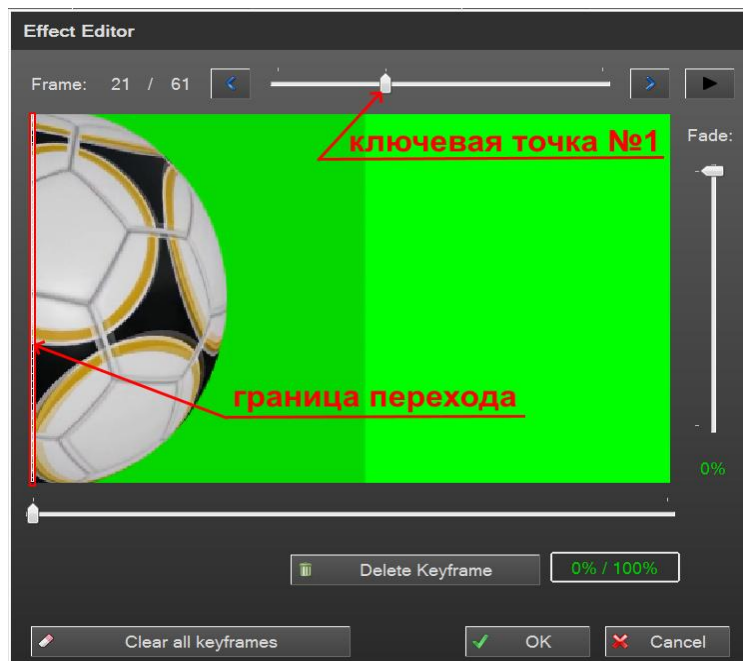 Effect Editor
Frame: 21 / 61
ключевая точка №1
Fade:
граница перехода
0%
Delete Keyframe 0% / 100%
Clear all keyframes OK Cancel